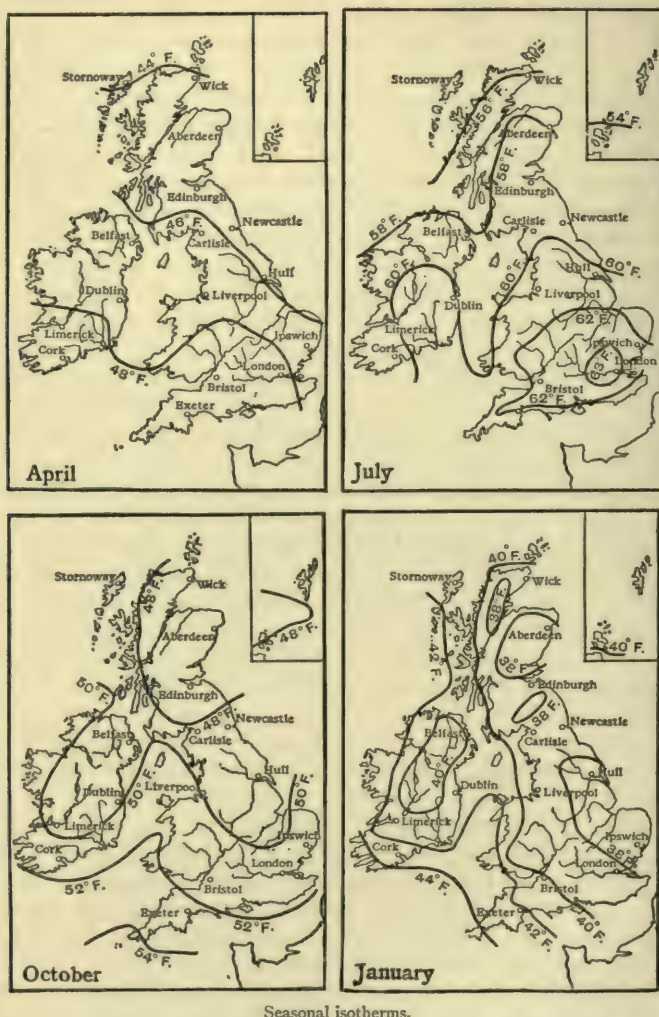 44°F.
Stornoway
Wick
Aberdeen
Edinburgh
46°F.
Newcastle
Belfast
Carlisle
Hull
Dublin
Liverpool
Limerick
Ipswich
Cork
48°F.
Bristol
London
Exeter
April
Stornoway
Wick
56°F.
54°F.
Aberdeen
58°F.
Edinburgh
58°F.
Carlisle
Newcastle
Belfast
60°F.
60°F.
Hull
60°F.
Dublin
Liverpool
62°F.
Limerick
Ipswich
Cork
63°F.
London
Bristol
62°F.
Exeter
July
Stornoway
48°F.
Wick
Aberdeen
48°F.
50°F.
Edinburgh
48°F.
Newcastle
Belfast
Carlisle
50°F.
Hull
50°F.
Dublin
Liverpool
Limerick
Ipswich
Cork
London
52°F.
Bristol
52°F.
Exeter
54°F.
October
40°F.
Stornoway
Wick
38°F.
Aberdeen
42°F.
38°F.
40°F.
Edinburgh
38°F.
Newcastle
Belfast
Carlisle
40°F.
Hull
Dublin
Liverpool
Limerick
Ipswich
Cork
London
44°F.
Bristol
Exeter
42°F.
40°F.
January
Seasonal isotherms.